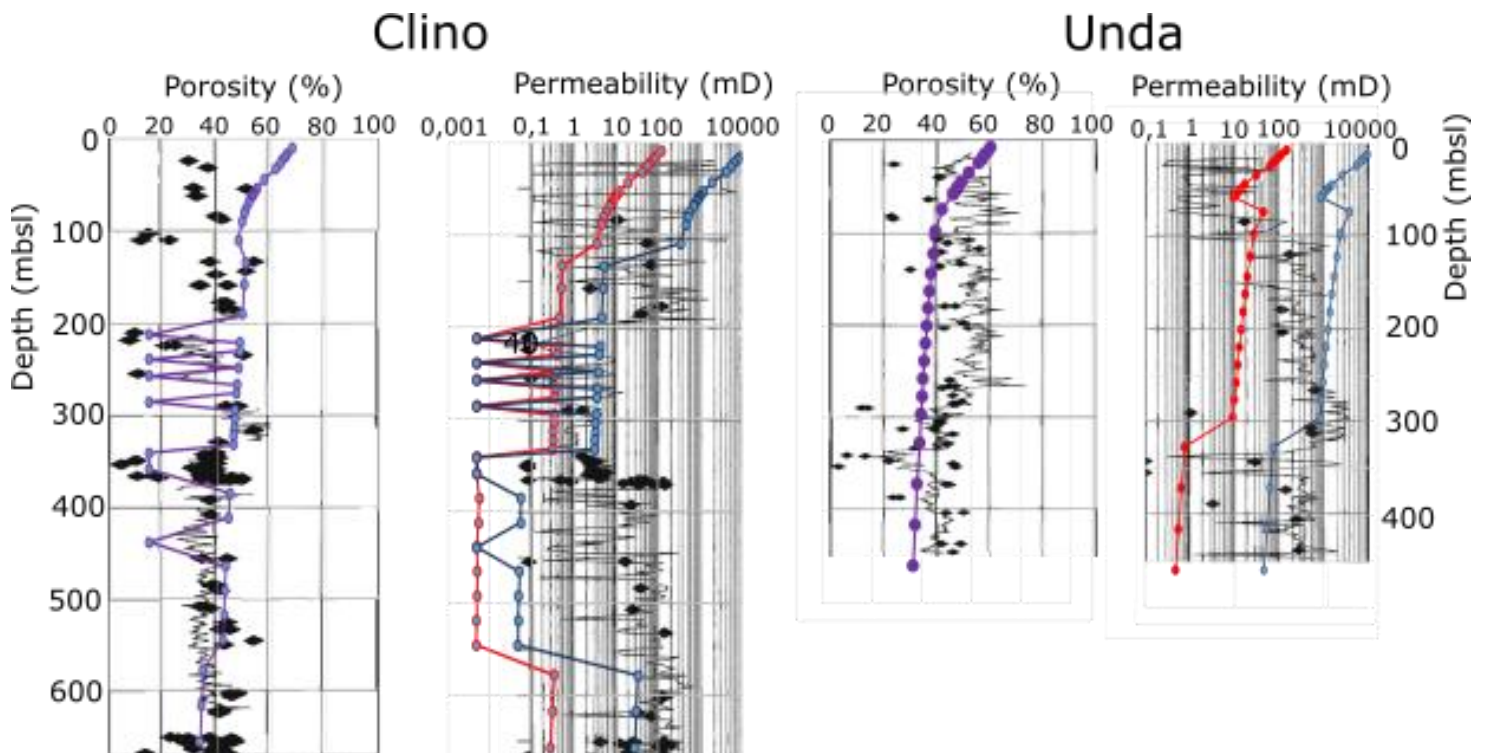 Clino
Unda
Porosity (%)
Permeability (mD)
Porosity (%)
Permeability (mD)
0 20 40 60 80 100
0,001 0,1 1 10 100 10000
0 20 40 60 80 100
0,1 1 10 100 10000
Depth (mbsl)
0
100
200
300
400
500
600
Depth (mbsl)
0
100
200
300
400